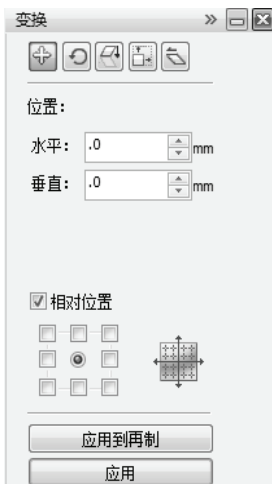 变换
位置：
水平： .0 mm
垂直： .0 mm
相对位置
应用到再制
应用